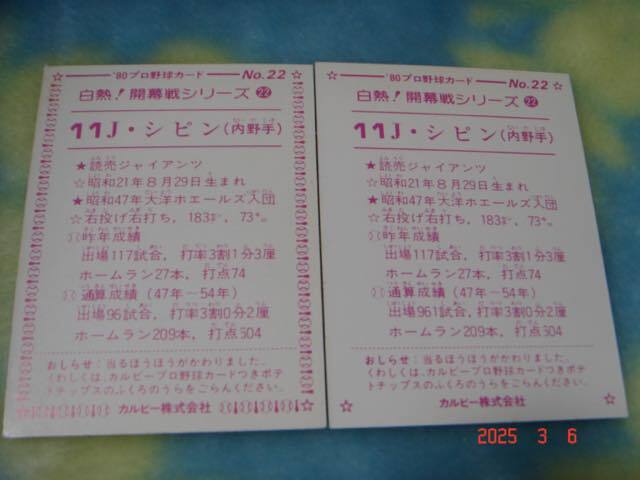 '80プロ野球カード No.22
白熱!開幕戦シリーズ 22
11J・シピン(内野手)
★読売ジャイアンツ
☆昭和21年8月29日生まれ
★昭和47年大洋ホエールズ入団
☆右投げ右打ち,183cm,73kg
昨年成績
出場117試合,打率3割1分3厘
ホームラン27本,打点74
通算成績(47年~54年)
出場96試合,打率3割0分2厘
ホームラン209本,打点504
おしらせ:当るほうほうがかわりました。
くわしくは、カルビープロ野球カードつきポテ
トチップスのふくろのうらをごらんください。
カルビー株式会社
'80プロ野球カード No.22
白熱!開幕戦シリーズ 22
11J・シピン(内野手)
★読売ジャイアンツ
☆昭和21年8月29日生まれ
★昭和47年大洋ホエールズ入団
☆右投げ右打ち,183cm,73kg
昨年成績
出場117試合,打率3割1分3厘
ホームラン27本,打点74
通算成績(47年~54年)
出場961試合,打率3割0分2厘
ホームラン209本,打点604
おしらせ:当るほうほうがかわりました。
くわしくは、カルビープロ野球カードつきポテ
トチップスのふくろのうらをごらんください。
カルビー株式会社
2025 3 6